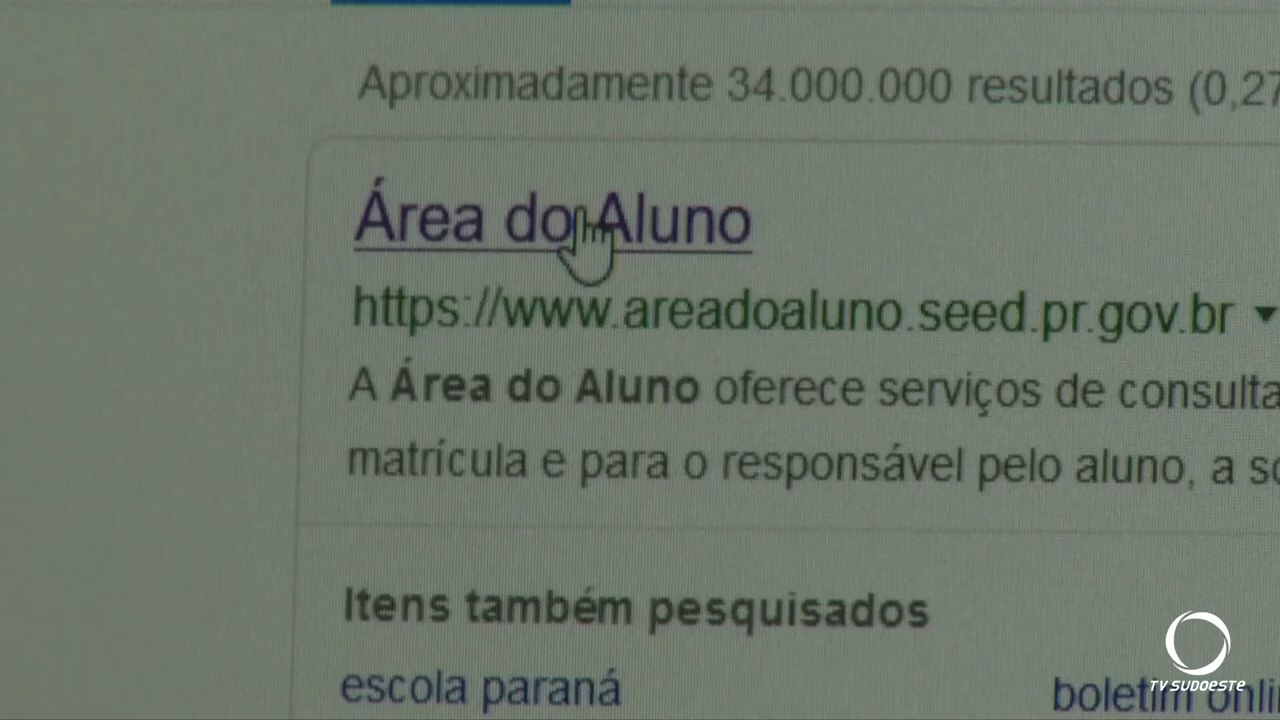 Aproximadamente 34.000.000 resultados (0,27
Área do Aluno
https://www.areadoaluno.seed.pr.gov.br
A Área do Aluno oferece serviços de consulta
matrícula e para o responsável pelo aluno, a
Itens também pesquisados
escola paraná
boletim
TV SUDOESTE